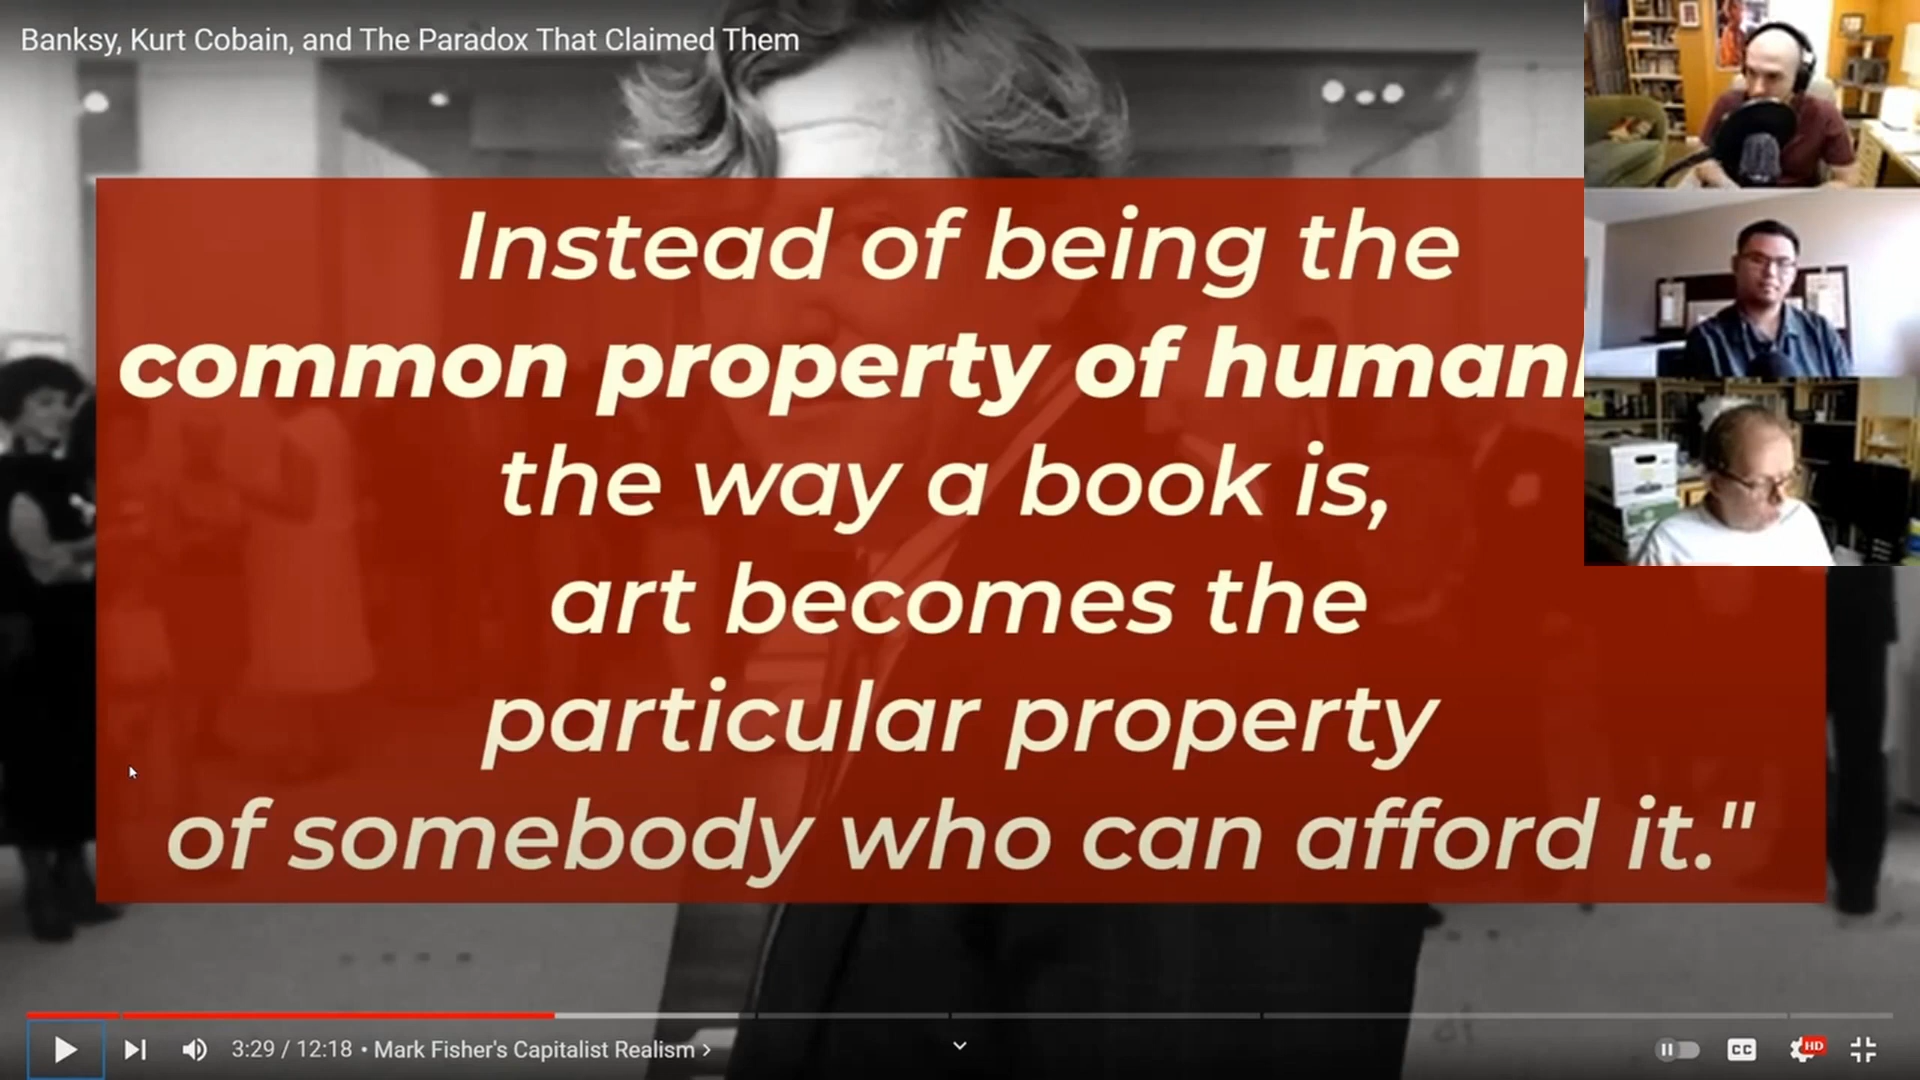 Banksy, Kurt Cobain, and The Paradox That Claimed Them
Instead of being the
common property of human
the way a book is,
art becomes the
particular property
of somebody who can afford it."
3:29 / 12:18 • Mark Fisher's Capitalist Realism >
CC
HD